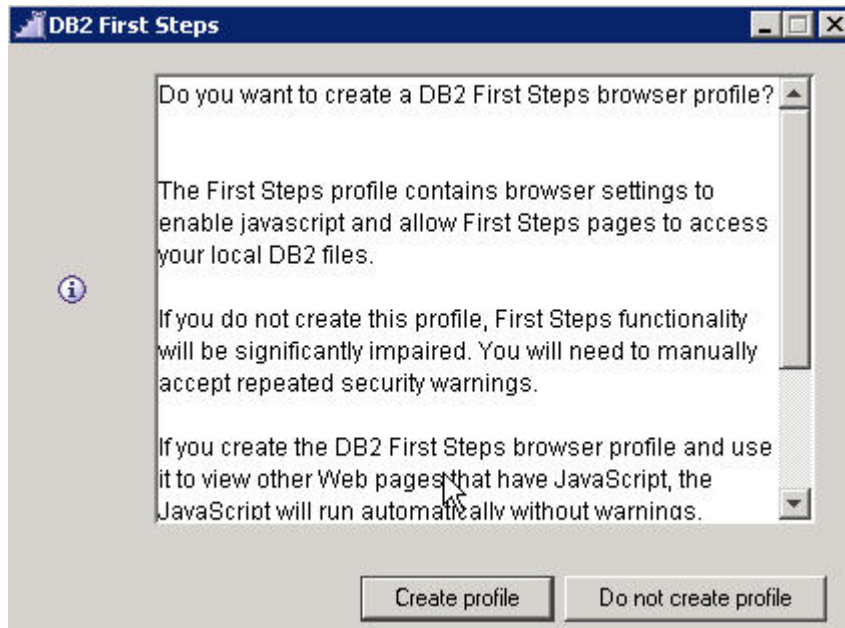 DB2 First Steps
Do you want to create a DB2 First Steps browser profile?
The First Steps profile contains browser settings to
enable javascript and allow First Steps pages to access
your local DB2 files.
If you do not create this profile, First Steps functionality
will be significantly impaired. You will need to manually
accept repeated security warnings.
If you create the DB2 First Steps browser profile and use
it to view other Web pages that have JavaScript, the
JavaScript will run automatically without warnings.
Create profile
Do not create profile